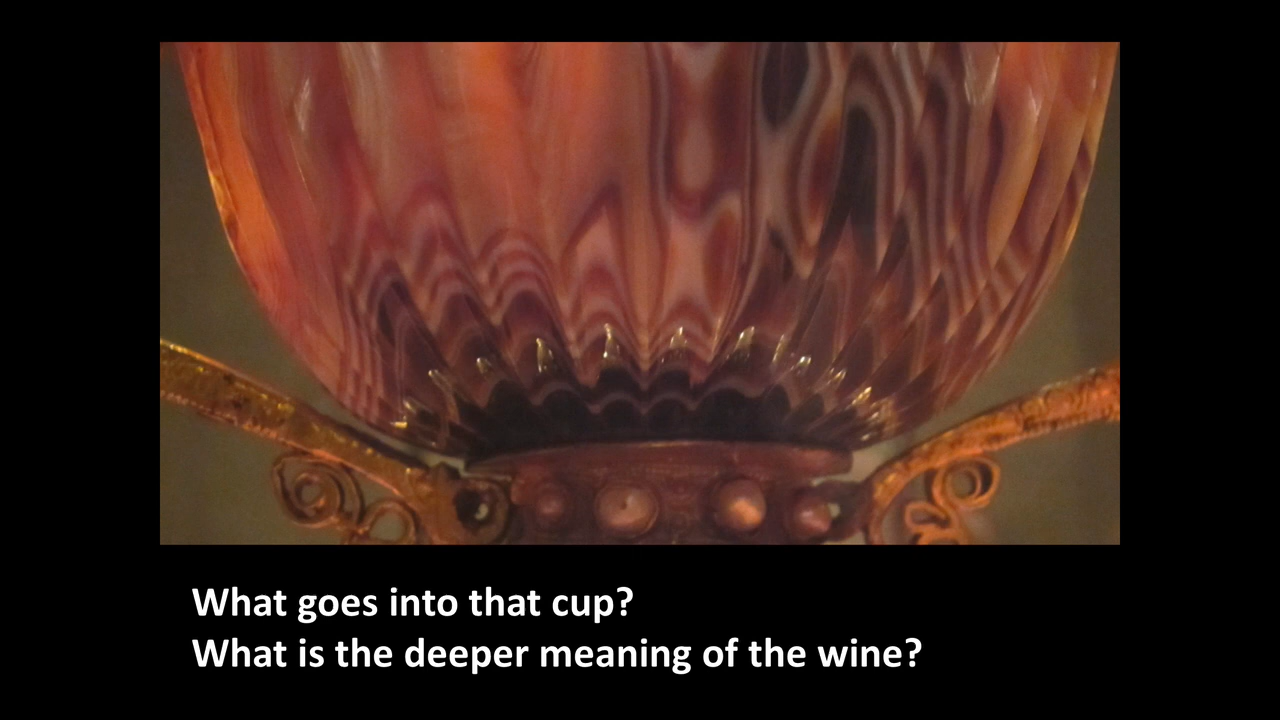 What goes into that cup?
What is the deeper meaning of the wine?